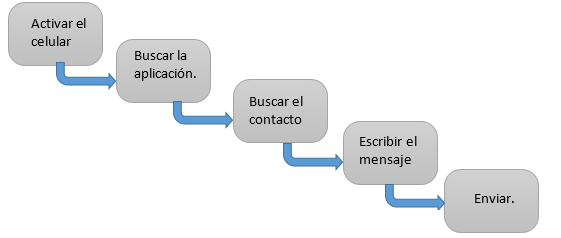 Activar el
celular
Buscar la
aplicación.
Buscar el
contacto
Escribir el
mensaje
Enviar.